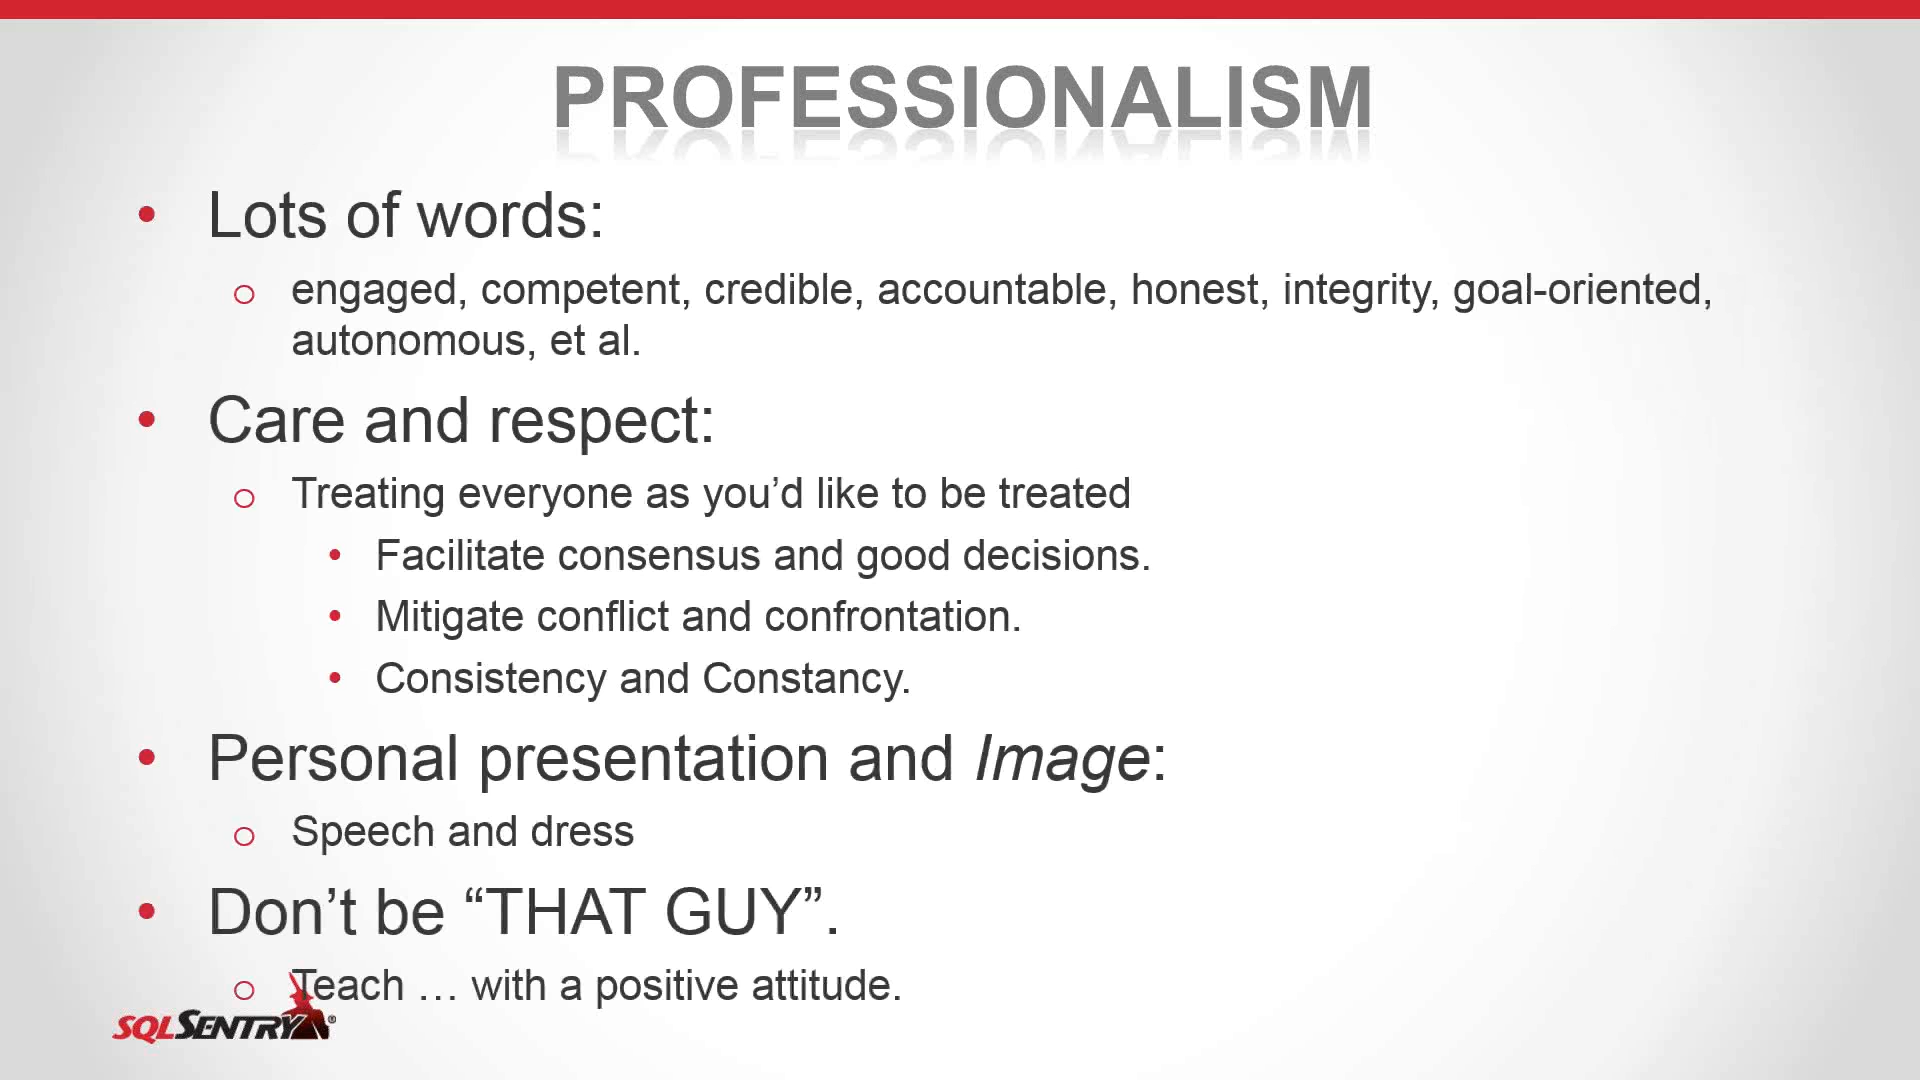 PROFESSIONALISM
• Lots of words:
o engaged, competent, credible, accountable, honest, integrity, goal-oriented,
autonomous, et al.
• Care and respect:
o Treating everyone as you’d like to be treated
• Facilitate consensus and good decisions.
• Mitigate conflict and confrontation.
• Consistency and Constancy.
• Personal presentation and Image:
o Speech and dress
• Don’t be “THAT GUY”.
o Teach … with a positive attitude.
SQLSENTRY®